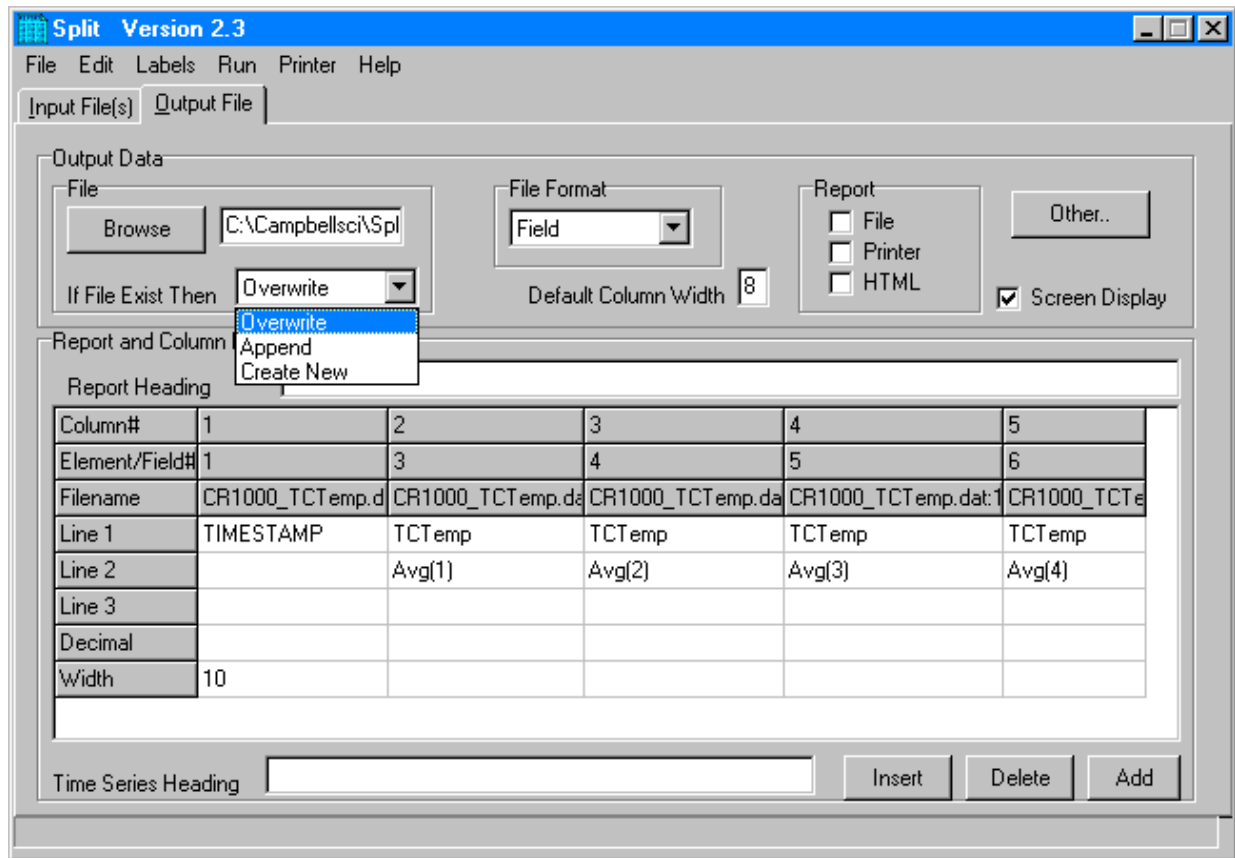 Split Version 2.3
File Edit Labels Run Printer Help
Input File(s) Output File
Output Data
File File Format Report
Browse C:\Campbellsci\Spl Field File Other..
Printer
If File Exist Then Overwrite Default Column Width 8 HTML Screen Display
Overwrite
Report and Column
Append
Create New
Report Heading
Column# 1 2 3 4 5
Element/Field# 1 3 4 5 6
Filename CR1000_TCTemp.d CR1000_TCTemp.da CR1000_TCTemp.da CR1000_TCTemp.dat:1 CR1000_TCTe
Line 1 TIMESTAMP TCTemp TCTemp TCTemp TCTemp
Line 2 Avg(1) Avg(2) Avg(3) Avg(4)
Line 3
Decimal
Width 10
Time Series Heading Insert Delete Add